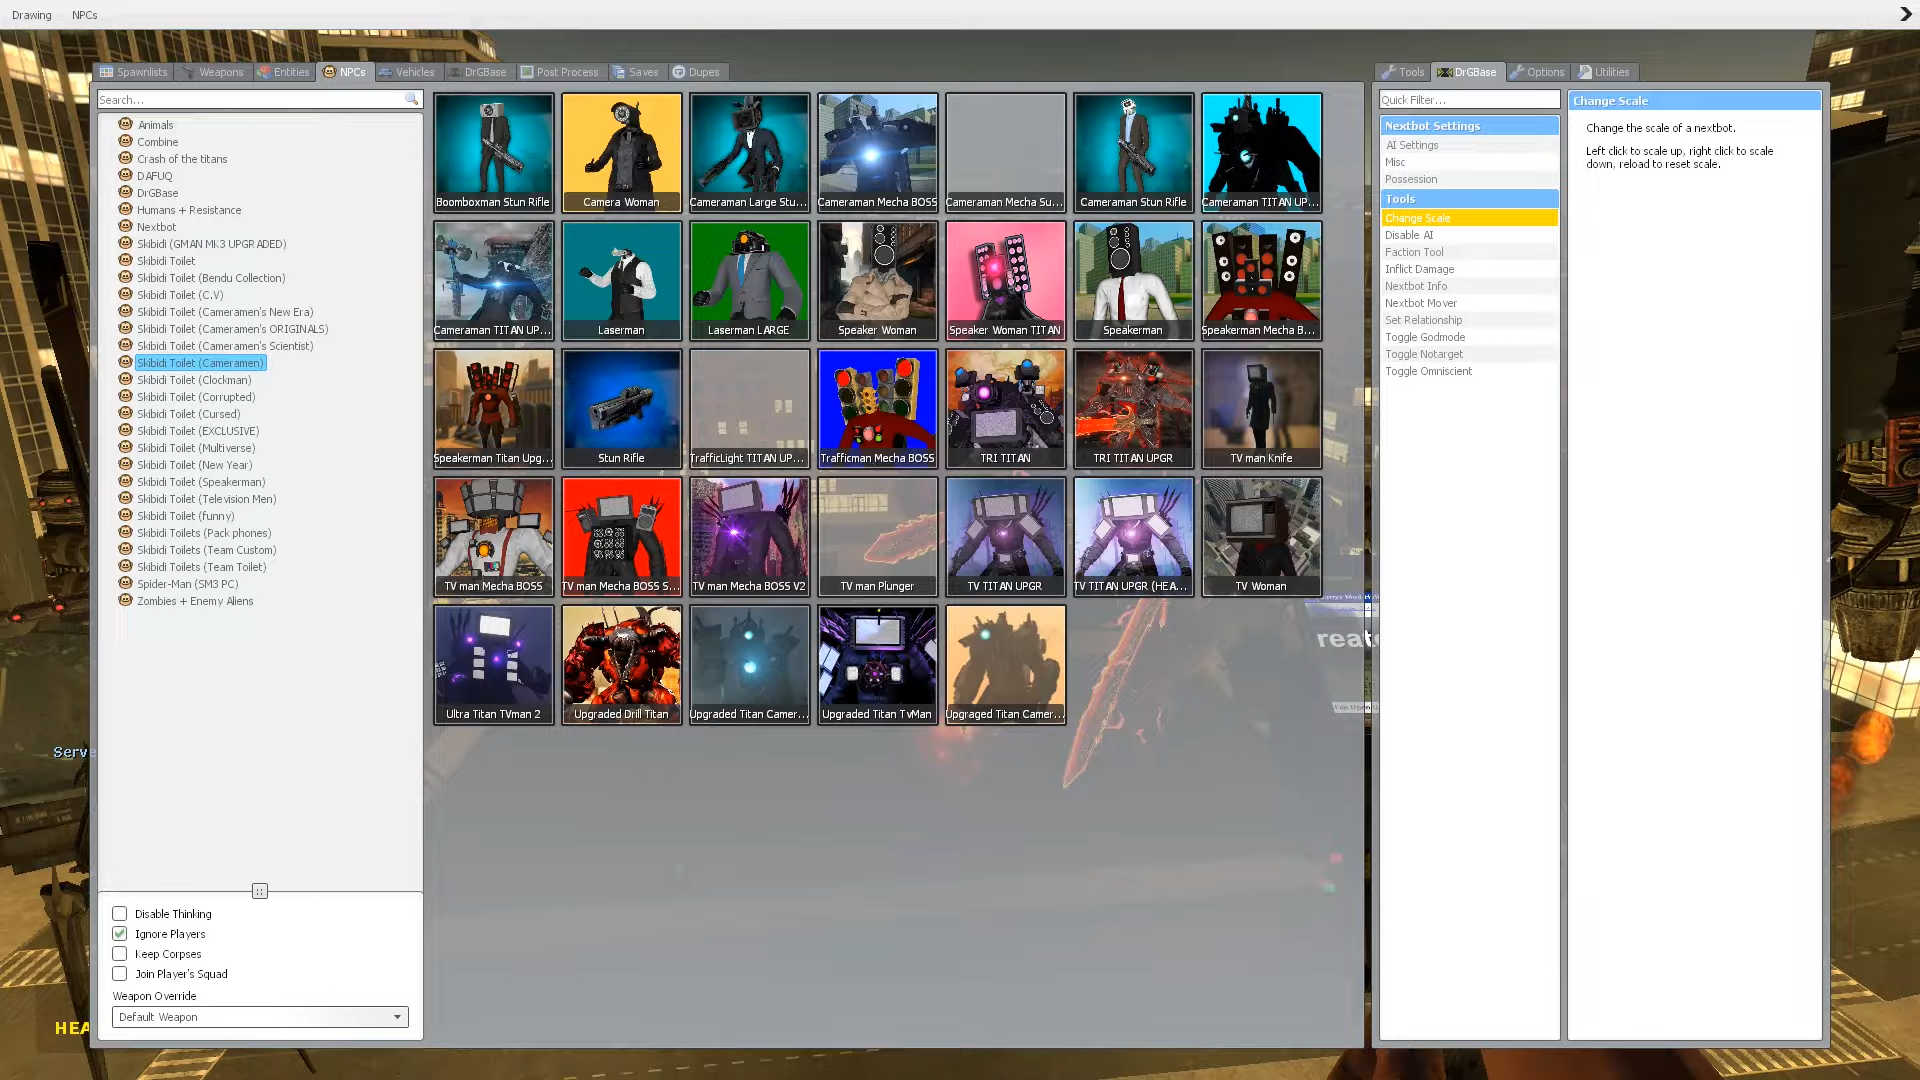 Drawing NPCs
Spawnlists Weapons Entities NPCs Vehicles DrGBase Post Process Saves Dupes
Tools DrGBase Options Utilities
Search...
Animals
Combine
Crash of the titans
DAFUQ
DrGBase
Humans + Resistance
Nextbot
Skibidi (GMAN MK3 UPGRADED)
Skibidi Toilet
Skibidi Toilet (Bendu Collection)
Skibidi Toilet (C.V)
Skibidi Toilet (Cameramen's New Era)
Skibidi Toilet (Cameramen's ORIGINALS)
Skibidi Toilet (Cameramen's Scientist)
Skibidi Toilet (Cameramen)
Skibidi Toilet (Clockman)
Skibidi Toilet (Corrupted)
Skibidi Toilet (Cursed)
Skibidi Toilet (EXCLUSIVE)
Skibidi Toilet (Multiverse)
Skibidi Toilet (New Year)
Skibidi Toilet (Speakerman)
Skibidi Toilet (Television Men)
Skibidi Toilet (funny)
Skibidi Toilets (Pack phones)
Skibidi Toilets (Team Custom)
Skibidi Toilets (Team Toilet)
Spider-Man (SM3 PC)
Zombies + Enemy Aliens
Disable Thinking
Ignore Players
Keep Corpses
Join Player's Squad
Weapon Override
Default Weapon
Boomboxman Stun Rifle
Camera Woman
Cameraman Large Stu...
Cameraman Mecha BOSS
Cameraman Mecha Su...
Cameraman Stun Rifle
Cameraman TITAN UP...
Cameraman TITAN UP...
Laserman
Laserman LARGE
Speaker Woman
Speaker Woman TITAN
Speakerman
Speakerman Mecha B...
Speakerman Titan Upg...
Stun Rifle
TrafficLight TITAN UP...
Trafficman Mecha BOSS
TRI TITAN
TRI TITAN UPGR
TV man Knife
TV man Mecha BOSS
TV man Mecha BOSS S...
TV man Mecha BOSS V2
TV man Plunger
TV TITAN UPGR
TV TITAN UPGR (HEA...
TV Woman
Ultra Titan TVman 2
Upgraded Drill Titan
Upgraded Titan Camer...
Upgraded Titan TvMan
Upgraged Titan Camer...
Quick Filter...
Nextbot Settings
AI Settings
Misc
Possession
Tools
Change Scale
Disable AI
Faction Tool
Inflict Damage
Nextbot Info
Nextbot Mover
Set Relationship
Toggle Godmode
Toggle Notarget
Toggle Omniscient
Change Scale
Change the scale of a nextbot.
Left click to scale up, right click to scale
down, reload to reset scale.
reat
Serve
HEA